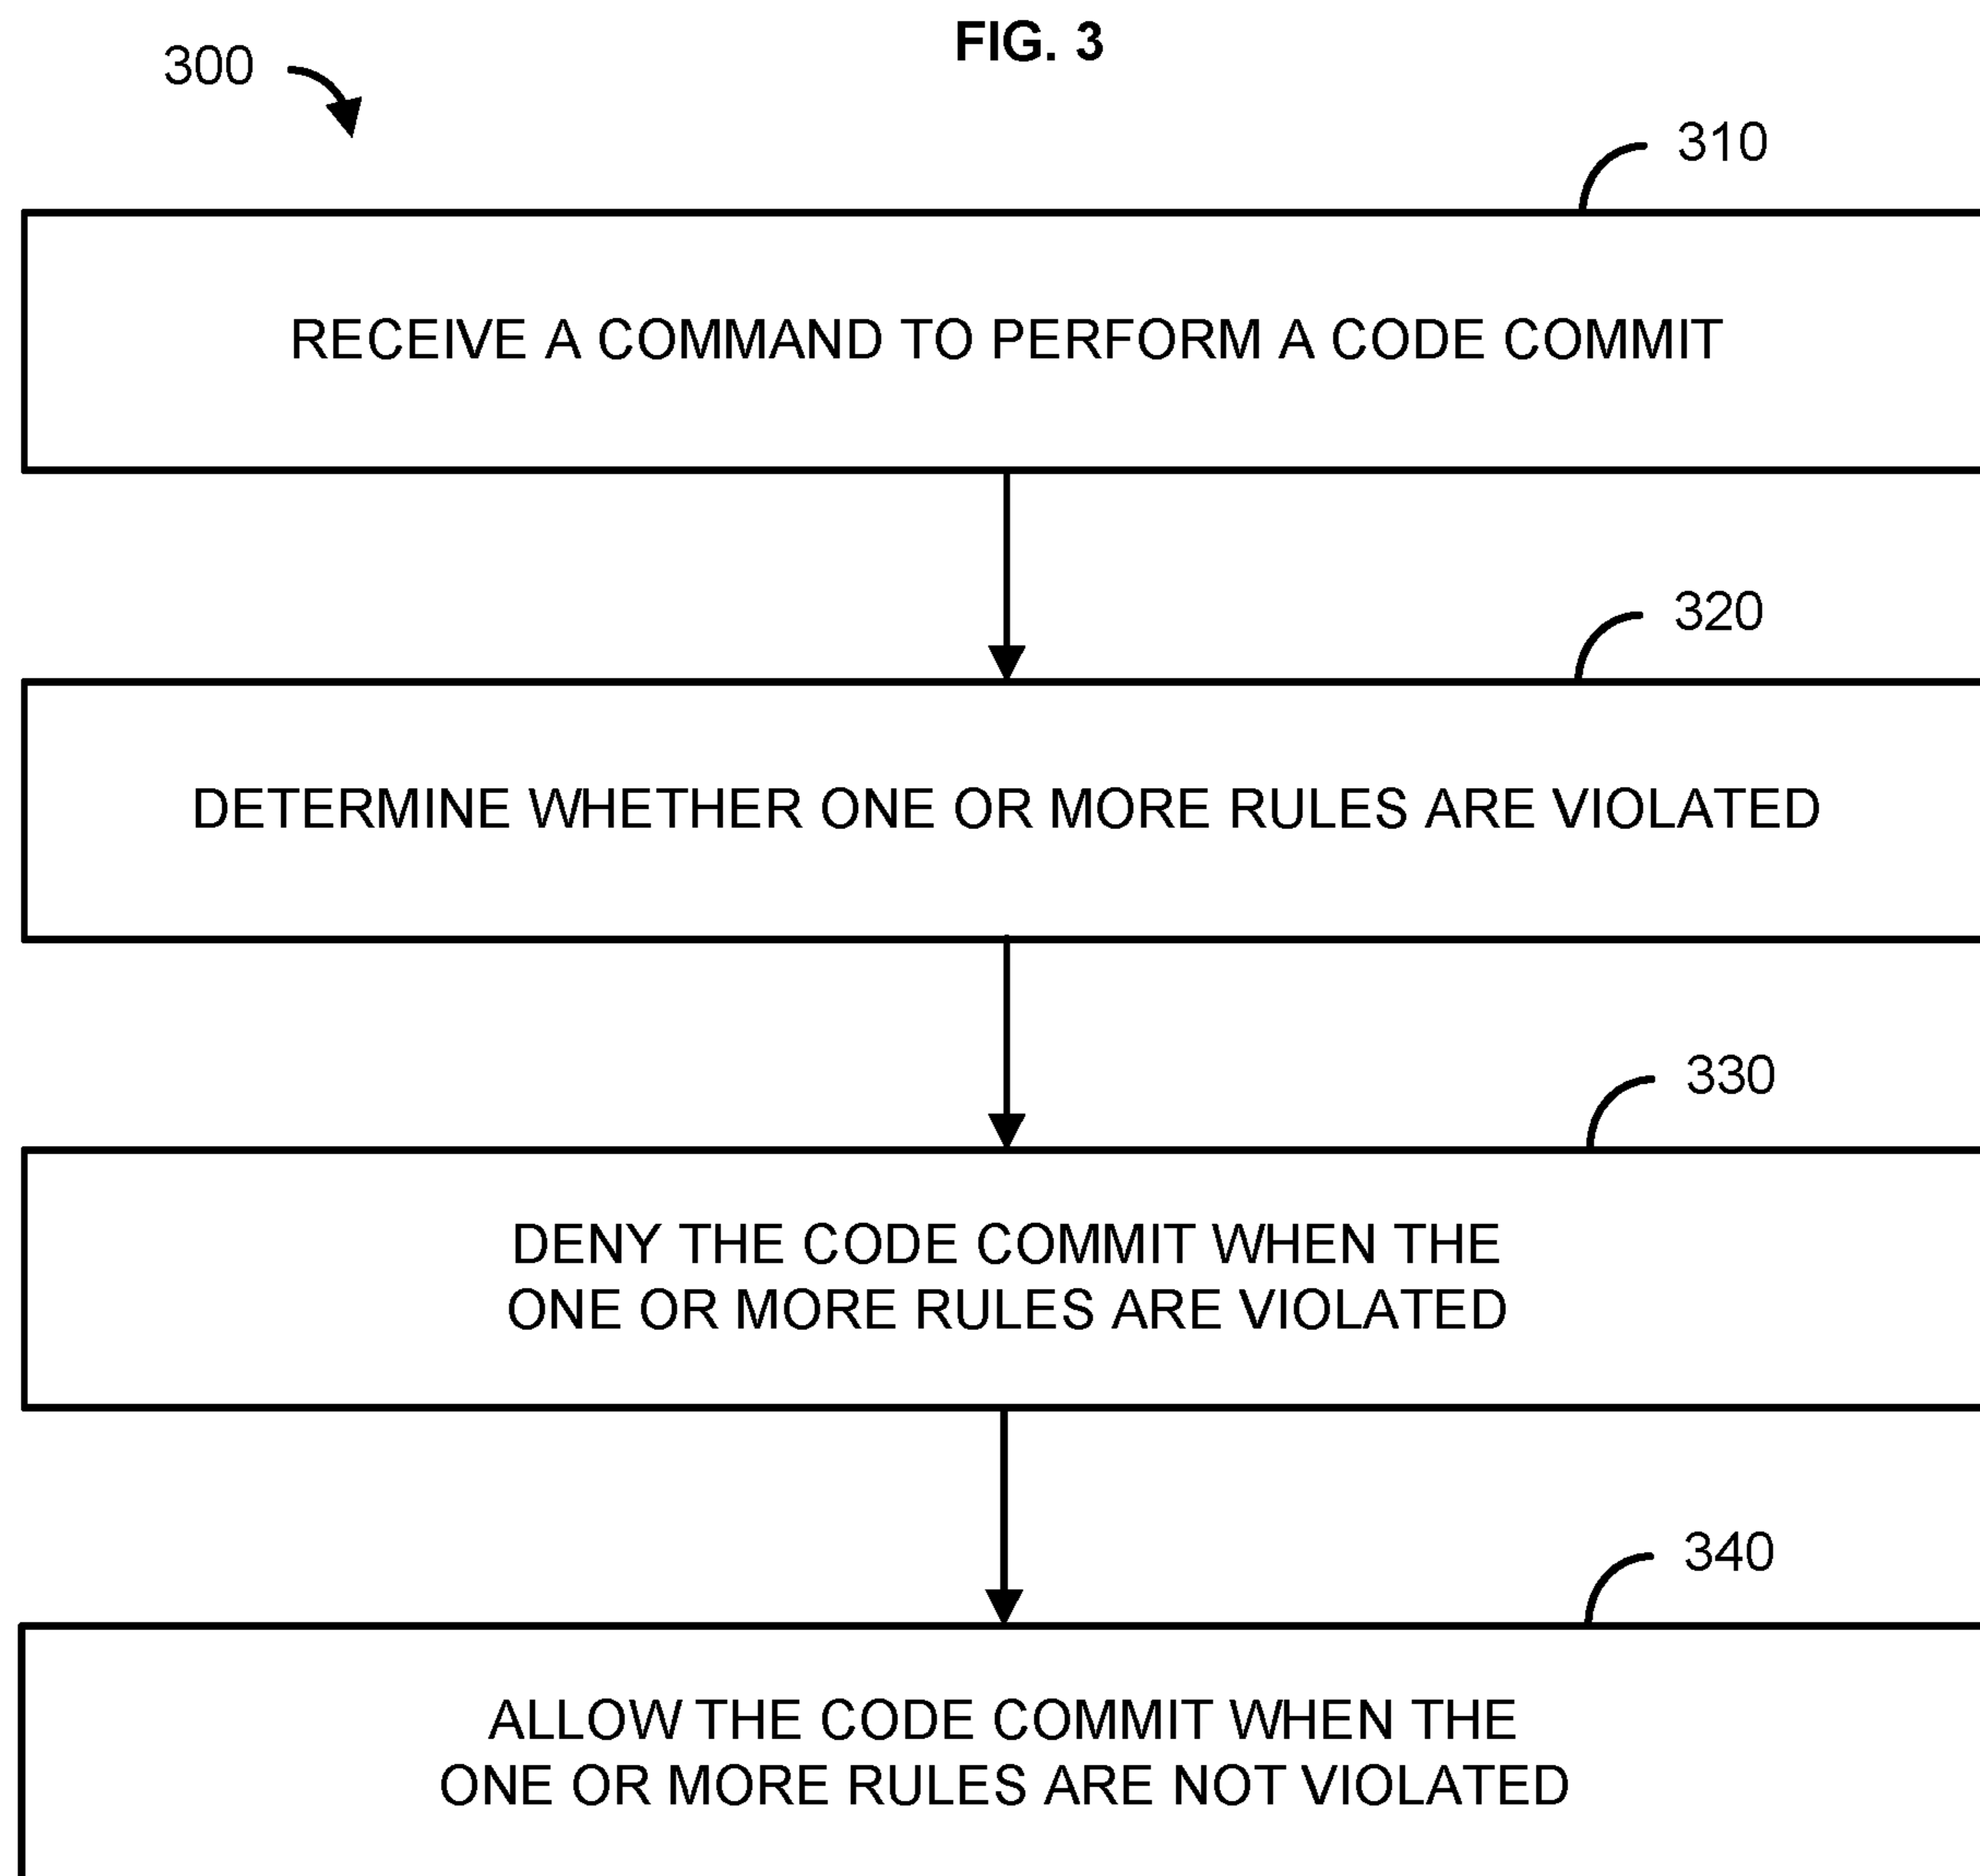 FIG. 3
300
310
RECEIVE A COMMAND TO PERFORM A CODE COMMIT
320
DETERMINE WHETHER ONE OR MORE RULES ARE VIOLATED
330
DENY THE CODE COMMIT WHEN THE
ONE OR MORE RULES ARE VIOLATED
340
ALLOW THE CODE COMMIT WHEN THE
ONE OR MORE RULES ARE NOT VIOLATED